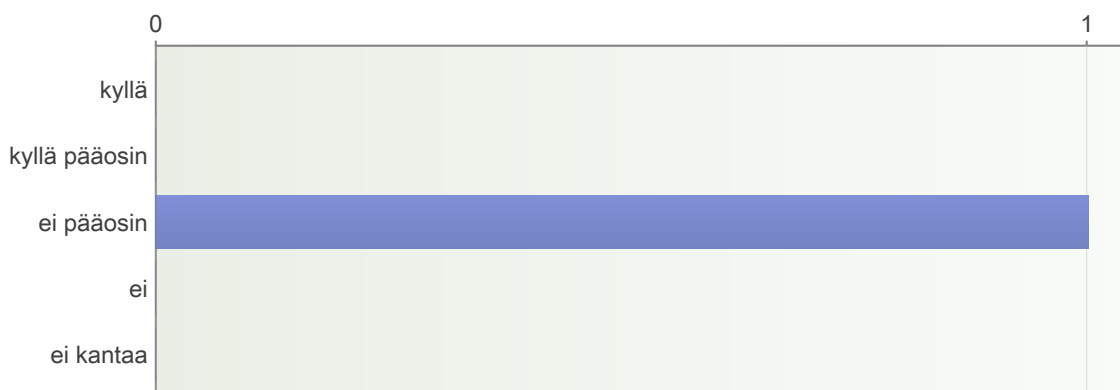 0 1
kyllä
kyllä pääosin
ei pääosin
ei
ei kantaa